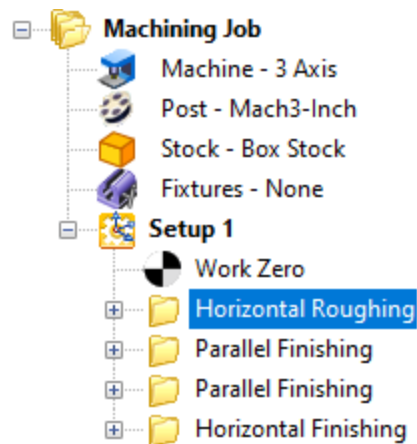 Machining Job
Machine - 3 Axis
Post - Mach3-Inch
Stock - Box Stock
Fixtures - None
Setup 1
Work Zero
Horizontal Roughing
Parallel Finishing
Parallel Finishing
Horizontal Finishing